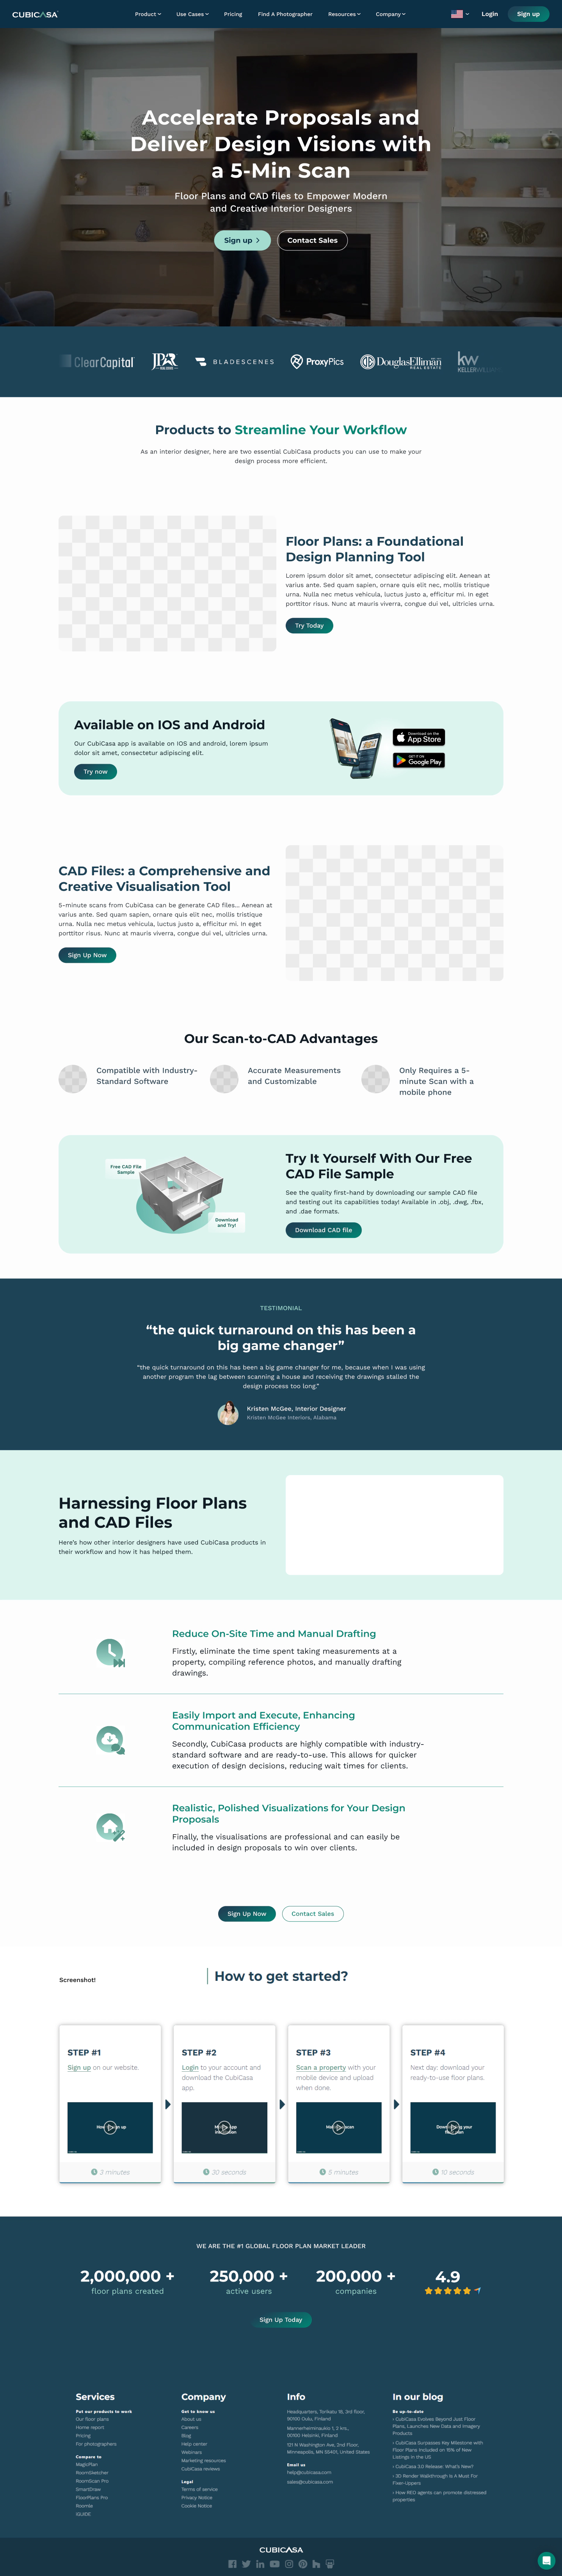 CUBICASA
Product
Use Cases
Pricing
Find A Photographer
Resources
Company
Login
Sign up
Accelerate Proposals and
Deliver Design Visions with
a 5-Min Scan
Floor Plans and CAD files to Empower Modern
and Creative Interior Designers
Sign up
Contact Sales
ClearCapital
JP&R
BLADESCENES
ProxyPics
DouglasElliman
REAL ESTATE
kw
Products to Streamline Your Workflow
As an interior designer, here are two essential CubiCasa products you can use to make your
design process more efficient.
Floor Plans: a Foundational
Design Planning Tool
Lorem ipsum dolor sit amet, consectetur adipiscing elit. Aenean at
varius ante. Sed quam sapien, ornare quis elit nec, mollis tristique
urna. Nulla nec metus vehicula, luctus justo a, efficitur mi. In eget
porttitor risus. Nunc at mauris viverra, congue dui vel, ultricies urna.
Try Today
Available on IOS and Android
Our CubiCasa app is available on IOS and android, lorem ipsum
dolor sit amet, consectetur adipiscing elit.
Try now
Download on the
App Store
GET IT ON
Google Play
CAD Files: a Comprehensive and
Creative Visualisation Tool
5-minute scans from CubiCasa can be generate CAD files... Aenean at
varius ante. Sed quam sapien, ornare quis elit nec, mollis tristique
urna. Nulla nec metus vehicula, luctus justo a, efficitur mi. In eget
porttitor risus. Nunc at mauris viverra, congue dui vel, ultricies urna.
Sign Up Now
Our Scan-to-CAD Advantages
Compatible with Industry-
Standard Software
Accurate Measurements
and Customizable
Only Requires a 5-
minute Scan with a
mobile phone
Free CAD File
Sample
Download
and Try!
Try It Yourself With Our Free
CAD File Sample
See the quality first-hand by downloading our sample CAD file
and testing out its capabilities today! Available in .obj, .dwg, .fbx,
and .dae formats.
Download CAD file
TESTIMONIAL
“the quick turnaround on this has been a
big game changer”
“the quick turnaround on this has been a big game changer for me, because when I was using
another program the lag between scanning a house and receiving the drawings stalled the
design process too long.”
Kristen McGee, Interior Designer
Kristen McGee Interiors, Alabama
Harnessing Floor Plans
and CAD Files
Here’s how other interior designers have used CubiCasa products in
their workflow and how it has helped them.
Reduce On-Site Time and Manual Drafting
Firstly, eliminate the time spent taking measurements at a
property, compiling reference photos, and manually drafting
drawings.
Easily Import and Execute, Enhancing
Communication Efficiency
Secondly, CubiCasa products are highly compatible with industry-
standard software and are ready-to-use. This allows for quicker
execution of design decisions, reducing wait times for clients.
Realistic, Polished Visualizations for Your Design
Proposals
Finally, the visualisations are professional and can easily be
included in design proposals to win over clients.
Sign Up Now
Contact Sales
Screenshot!
How to get started?
STEP #1
Sign up on our website.
3 minutes
STEP #2
Login to your account and
download the CubiCasa
app.
30 seconds
STEP #3
Scan a property with your
mobile device and upload
when done.
5 minutes
STEP #4
Next day: download your
ready-to-use floor plans.
10 seconds
WE ARE THE #1 GLOBAL FLOOR PLAN MARKET LEADER
2,000,000 +
floor plans created
250,000 +
active users
200,000 +
companies
4.9
Sign Up Today
Services
Put our products to work
Our floor plans
Home report
Pricing
For photographers
Compare to
MagicPlan
RoomSketcher
RoomScan Pro
SmartDraw
FloorPlans Pro
Roomle
iGUIDE
Company
Get to know us
About us
Careers
Blog
Help center
Webinars
Marketing resources
CubiCasa reviews
Legal
Terms of service
Privacy Notice
Cookie Notice
Info
Headquarters, Torikatu 18, 3rd floor,
90100 Oulu, Finland
Mannerheiminaukio 1, 2 krs.,
00100 Helsinki, Finland
121 N Washington Ave, 2nd Floor,
Minneapolis, MN 55401, United States
Email us
help@cubicasa.com
sales@cubicasa.com
In our blog
Be up-to-date
› CubiCasa Evolves Beyond Just Floor
Plans, Launches New Data and Imagery
Products
› CubiCasa Surpasses Key Milestone with
Floor Plans Included on 15% of New
Listings in the US
› CubiCasa 3.0 Release: What’s New?
› 3D Render Walkthrough Is A Must For
Fixer-Uppers
› How REO agents can promote distressed
properties
CUBICASA